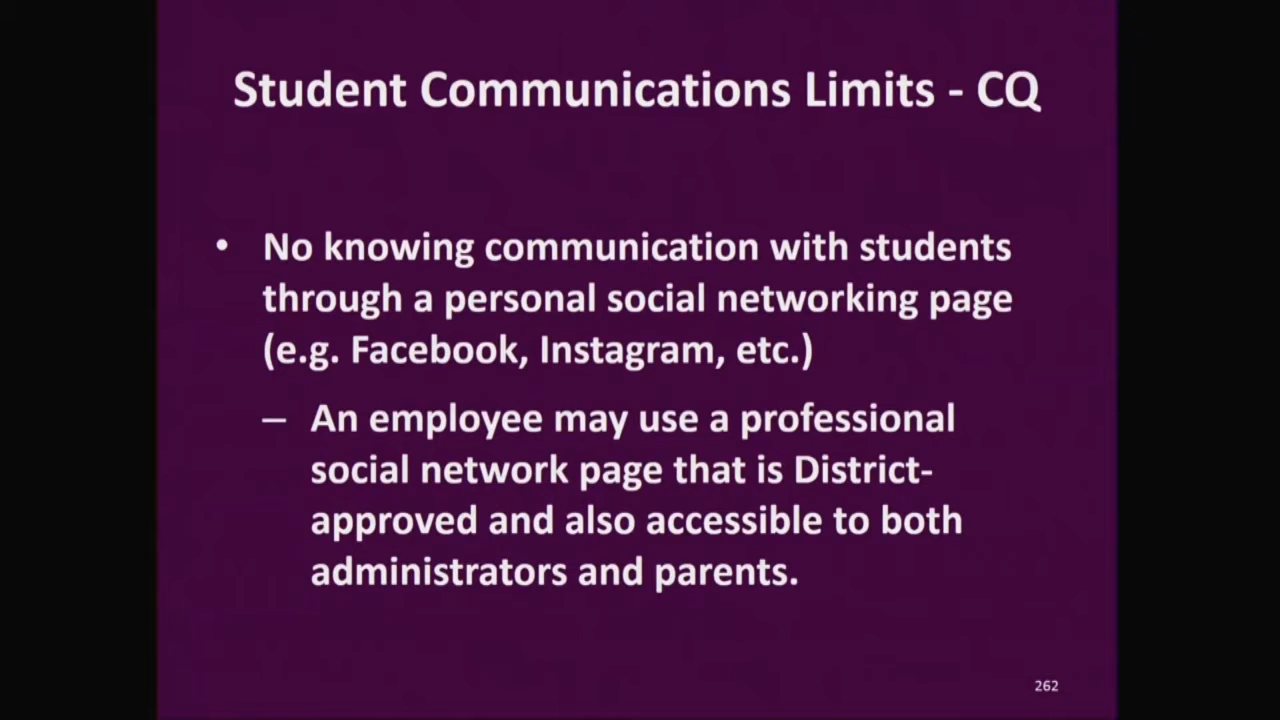 Student Communications Limits - CQ
• No knowing communication with students
through a personal social networking page
(e.g. Facebook, Instagram, etc.)
– An employee may use a professional
social network page that is District-
approved and also accessible to both
administrators and parents.
262